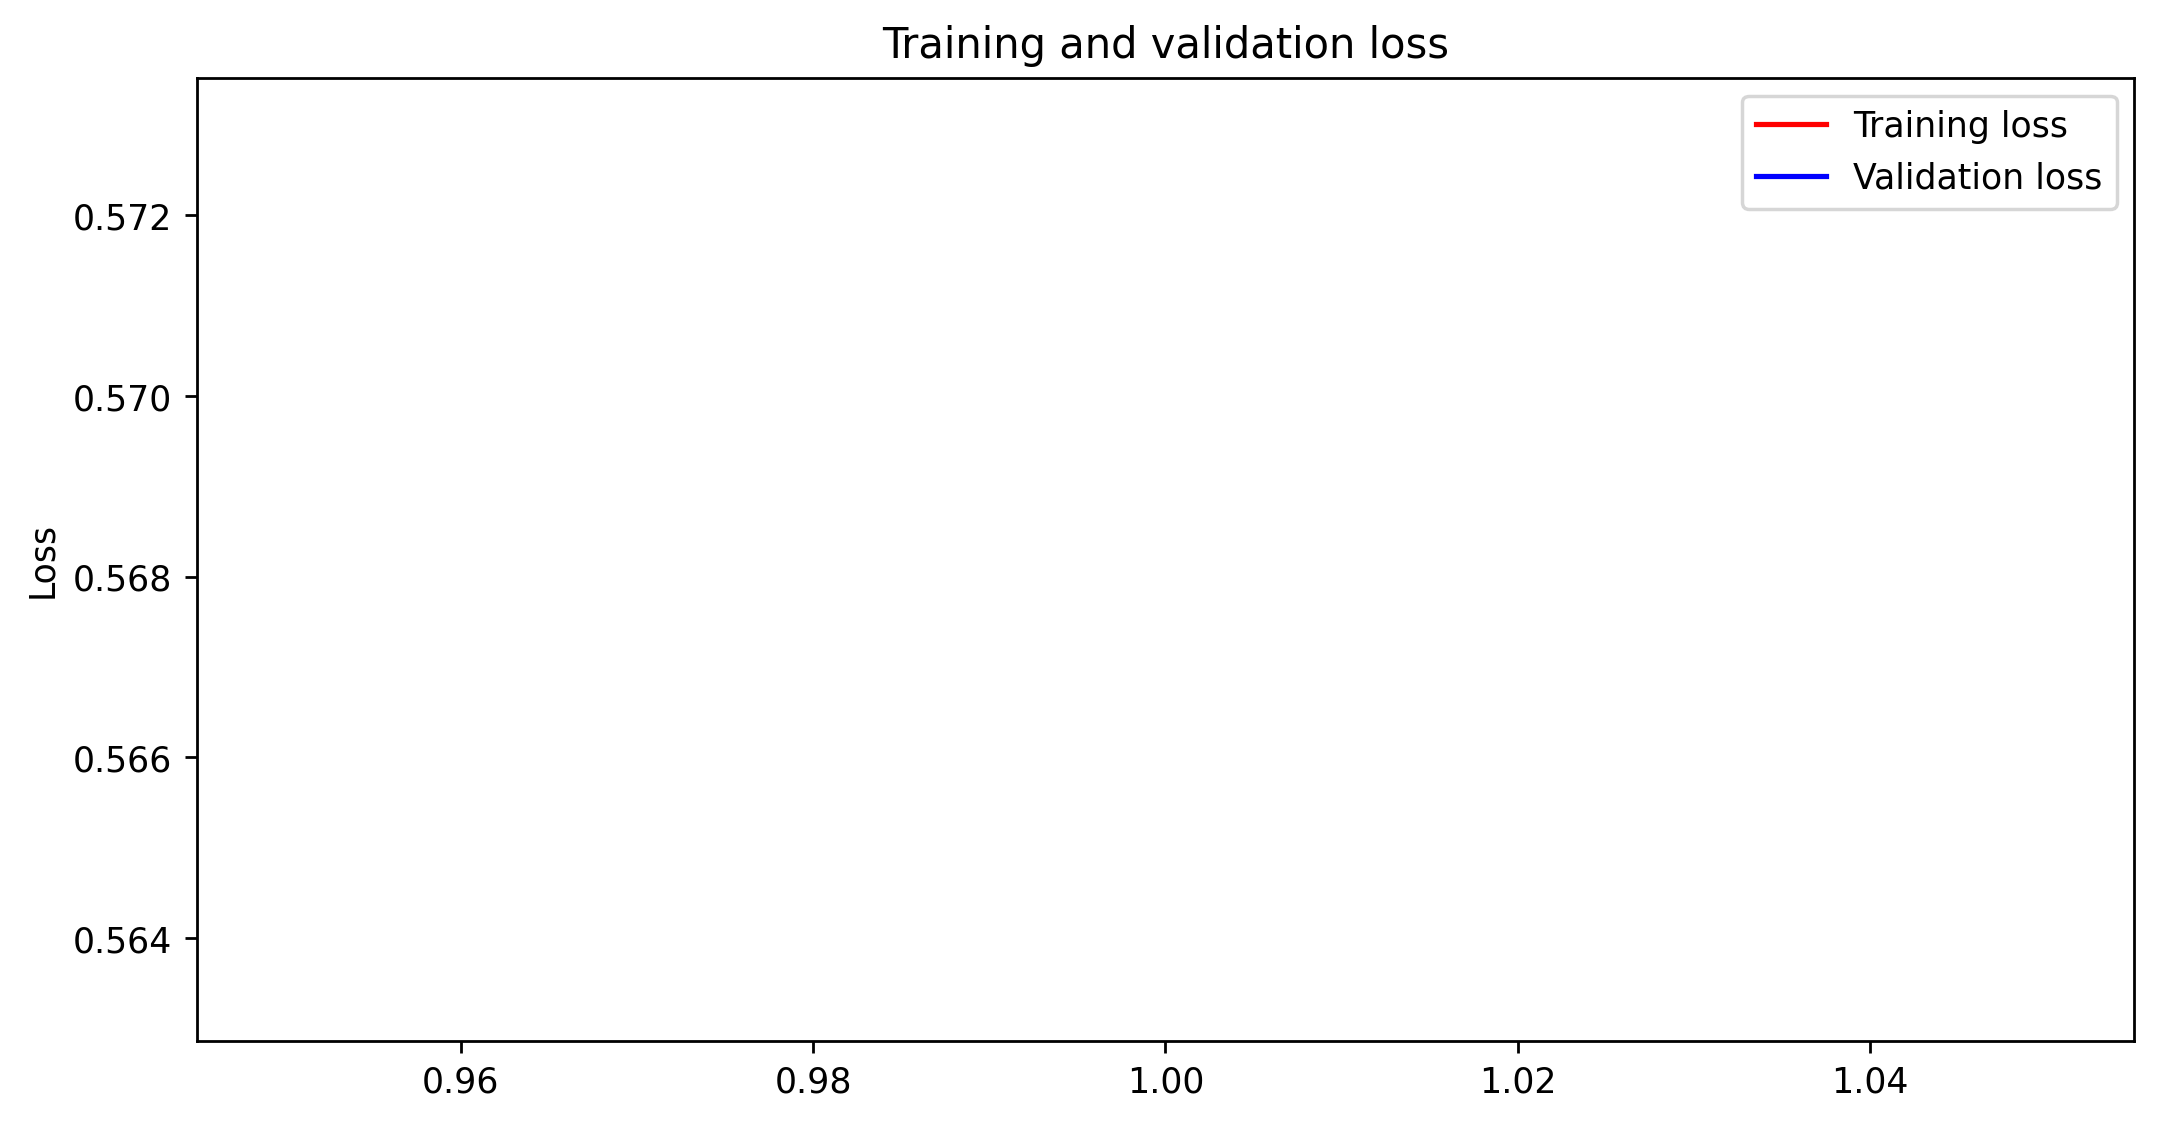 Training and validation loss
Training loss
Validation loss
Loss
0.572
0.570
0.568
0.566
0.564
0.96
0.98
1.00
1.02
1.04